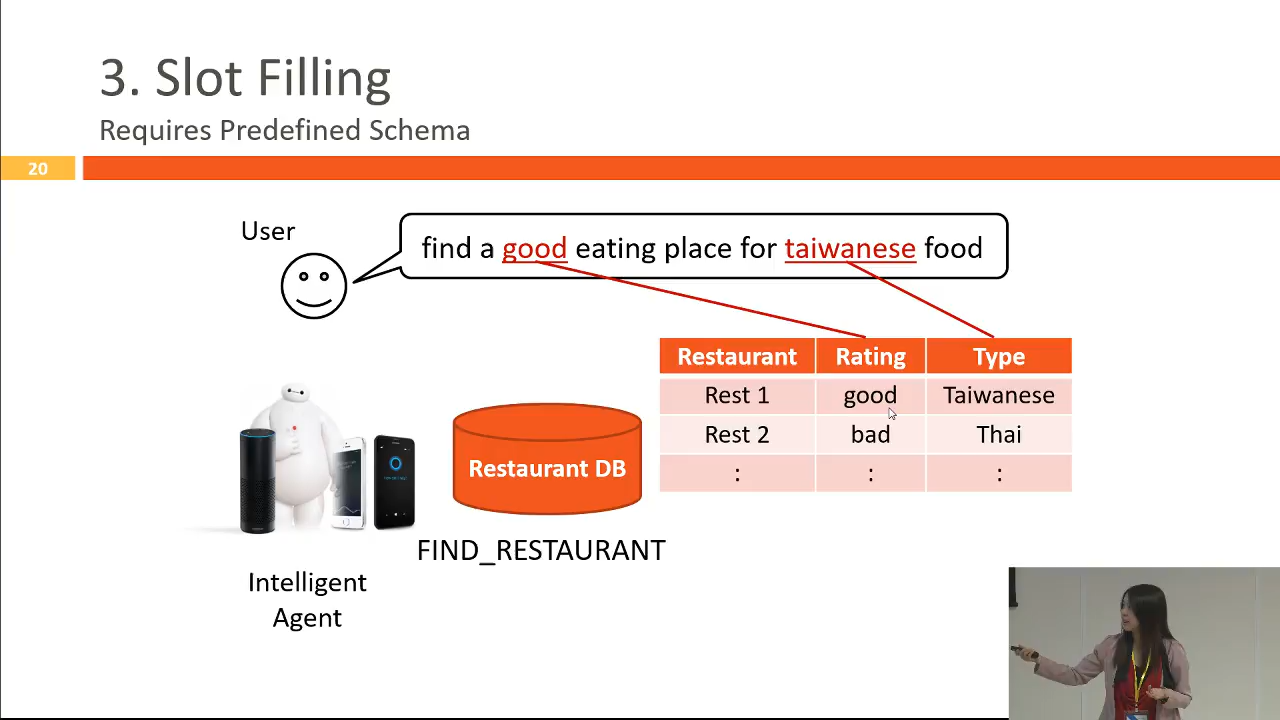 3. Slot Filling
Requires Predefined Schema
20
User
find a good eating place for taiwanese food
Restaurant Rating Type
Rest 1 good Taiwanese
Rest 2 bad Thai
: : :
Restaurant DB
FIND_RESTAURANT
Intelligent
Agent